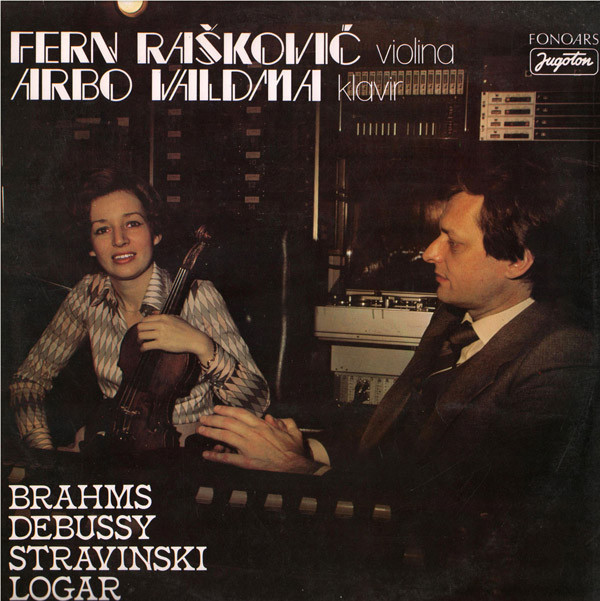 FERN RAŠKOVIĆ violina
ARBO VALDMA klavir
FONOARS
Jugoton
BRAHMS
DEBUSSY
STRAVINSKI
LOGAR